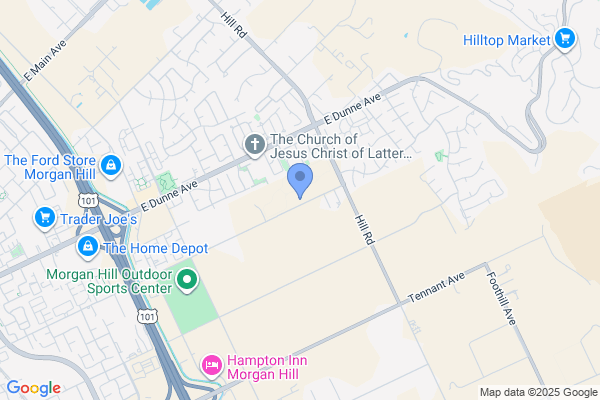 Hill Rd
Hilltop Market
E Main Ave
E Dunne Ave
The Church of
Jesus Christ of Latter...
The Ford Store
Morgan Hill
101
E Dunne Ave
Trader Joe's
The Home Depot
Hill Rd
Morgan Hill Outdoor
Sports Center
Tennant Ave
Foothill Ave
101
Hampton Inn
Morgan Hill
Google
Map data ©2025 Google